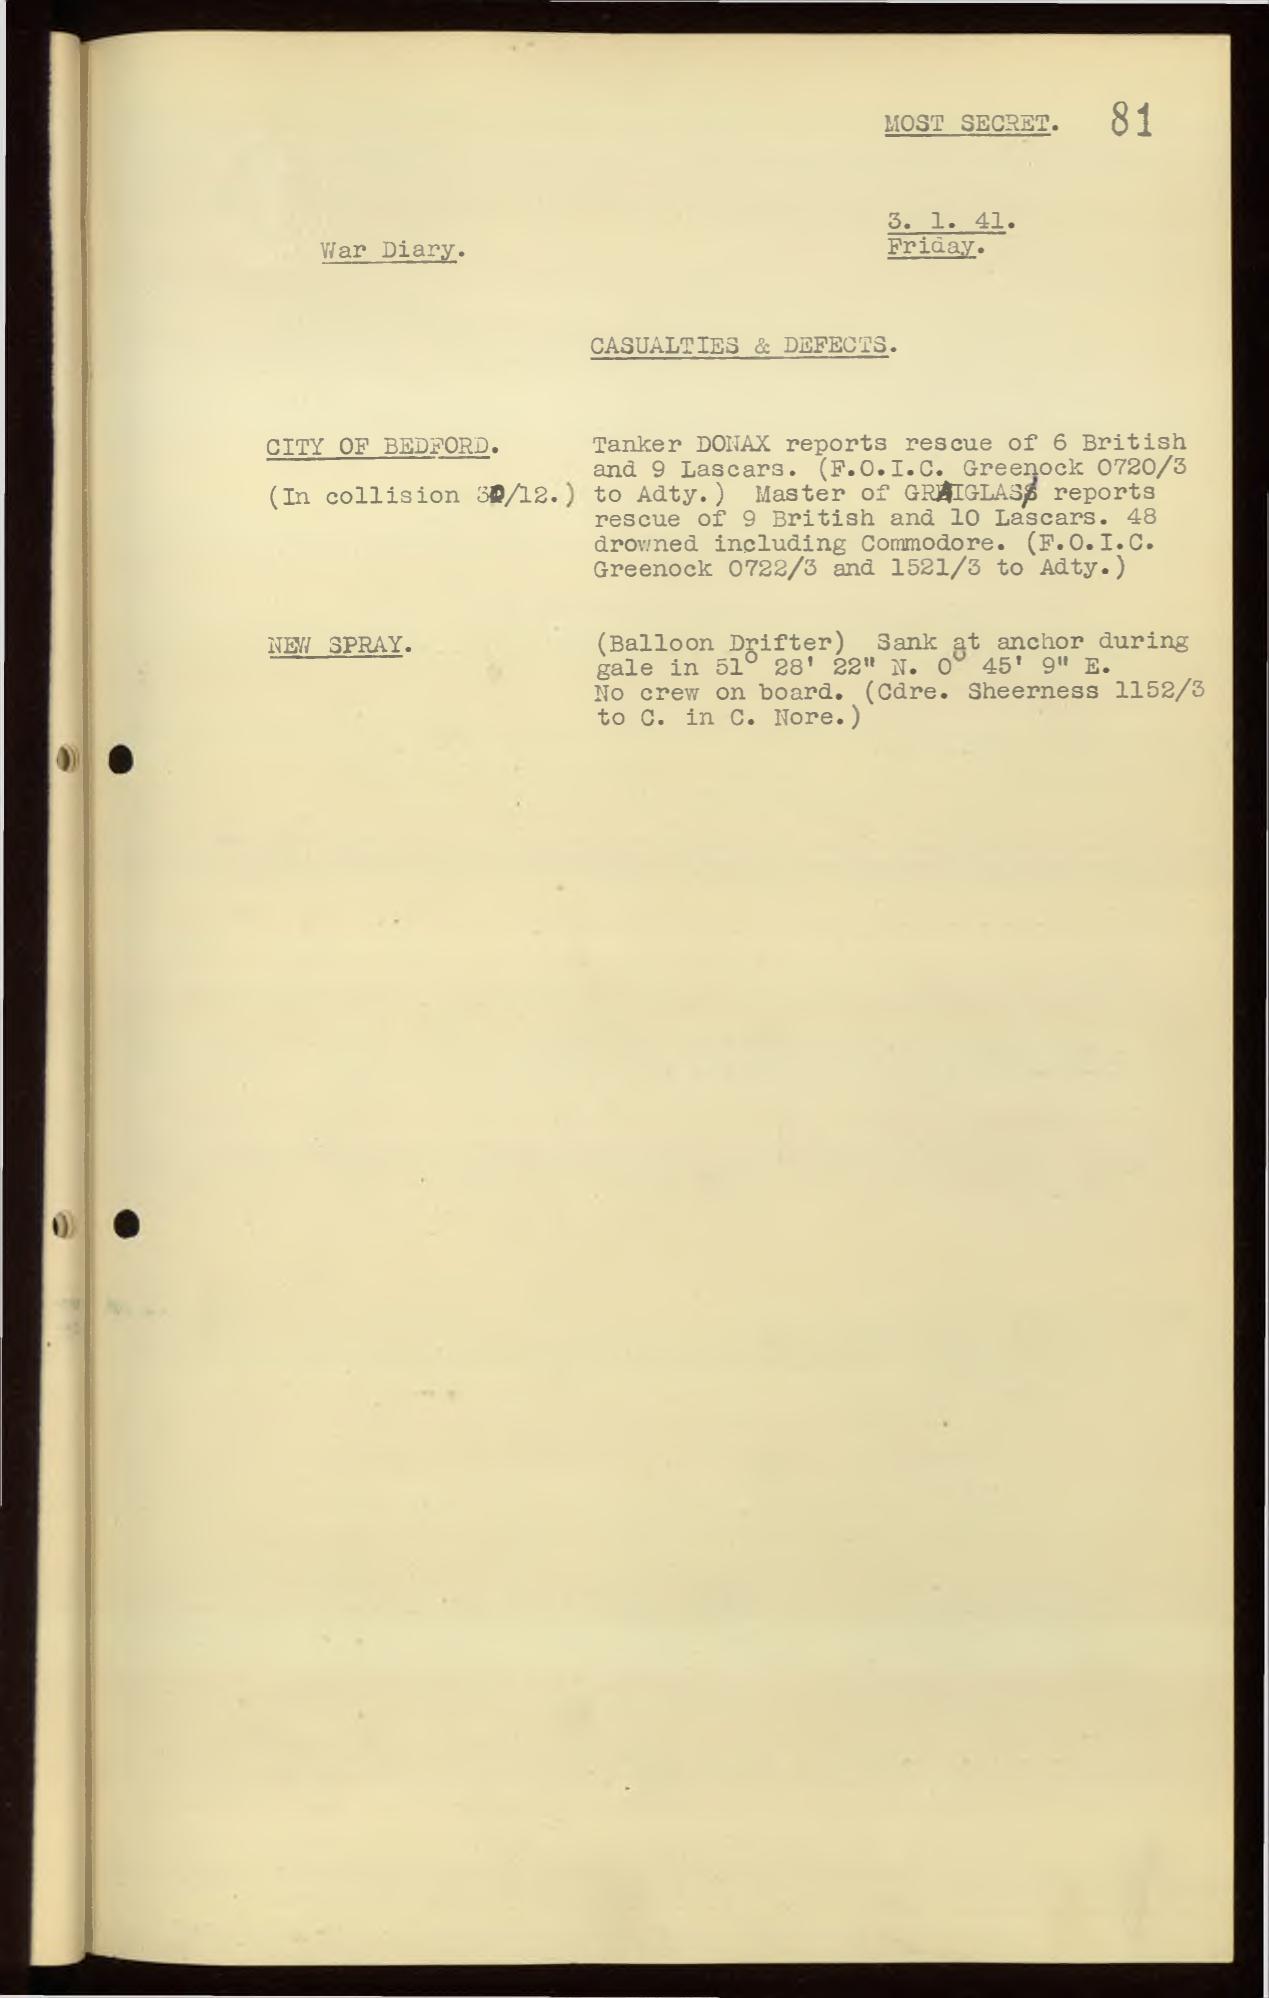 MOST SECRET. 81
3. 1. 41.
Friday.
War Diary.
CASUALTIES & DEFECTS.
CITY OF BEDFORD.
(In collision 30/12.)
Tanker DONAX reports rescue of 6 British
and 9 Lascars. (F.O.I.C. Greenock 0720/3
to Adty.) Master of GRAIGLAS reports
rescue of 9 British and 10 Lascars. 48
drowned including Commodore. (F.O.I.C.
Greenock 0722/3 and 1521/3 to Adty.)
NEW SPRAY.
(Balloon Drifter) Sank at anchor during
gale in 51° 28' 22" N. 0° 45' 9" E.
No crew on board. (Cdre. Sheerness 1152/3
to C. in C. Nore.)